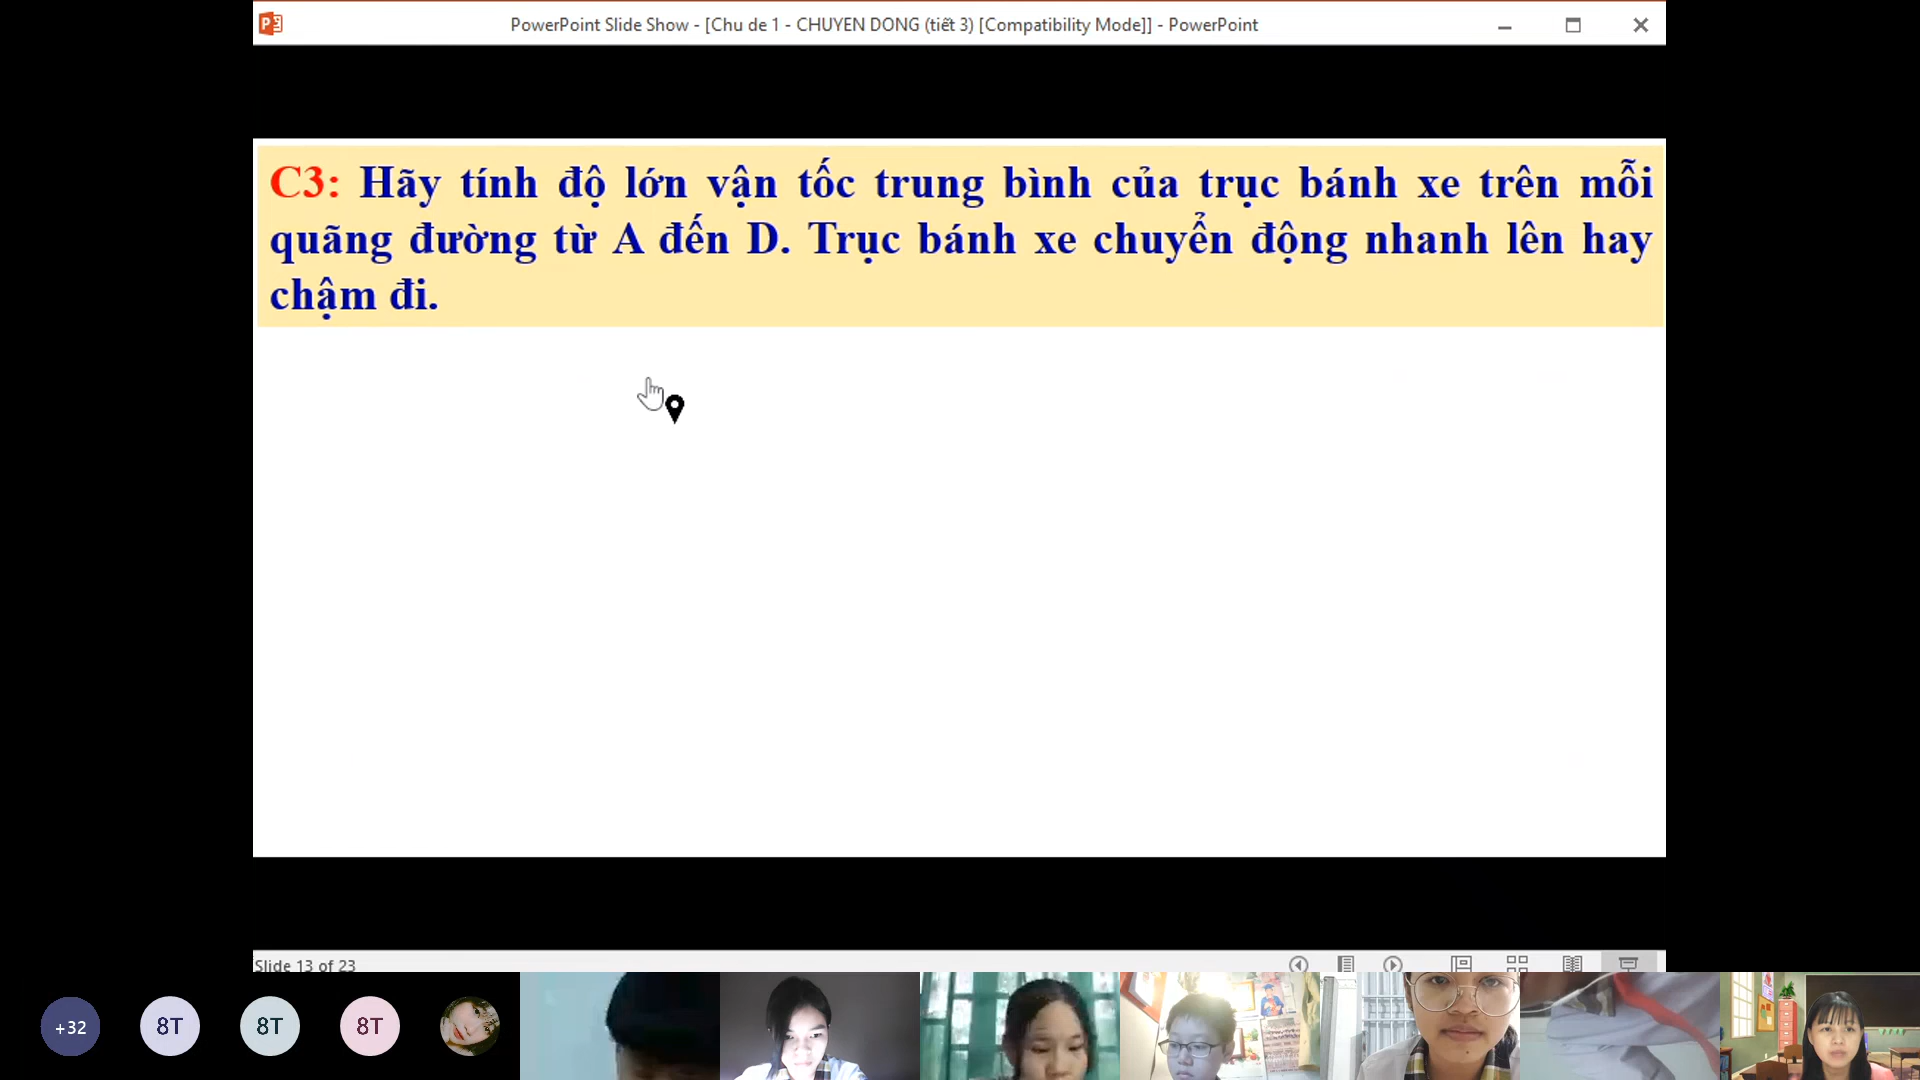 PowerPoint Slide Show - [Chu de 1 - CHUYEN DONG (tiết 3) [Compatibility Mode]] - PowerPoint
C3: Hãy tính độ lớn vận tốc trung bình của trục bánh xe trên mỗi
quãng đường từ A đến D. Trục bánh xe chuyển động nhanh lên hay
chậm đi.
Slide 13 of 23
+32
8T
8T
8T